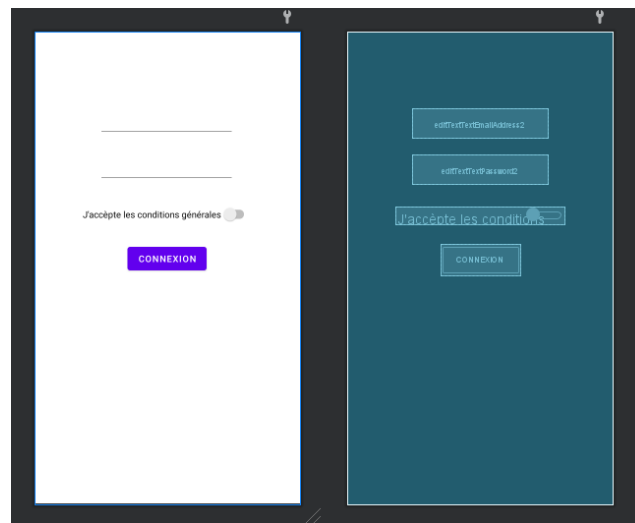 J'accèpte les conditions générales
CONNEXION
editTextTextEmailAddress2
editTextTextPassword2
J'accèpte les conditions
CONNEXION